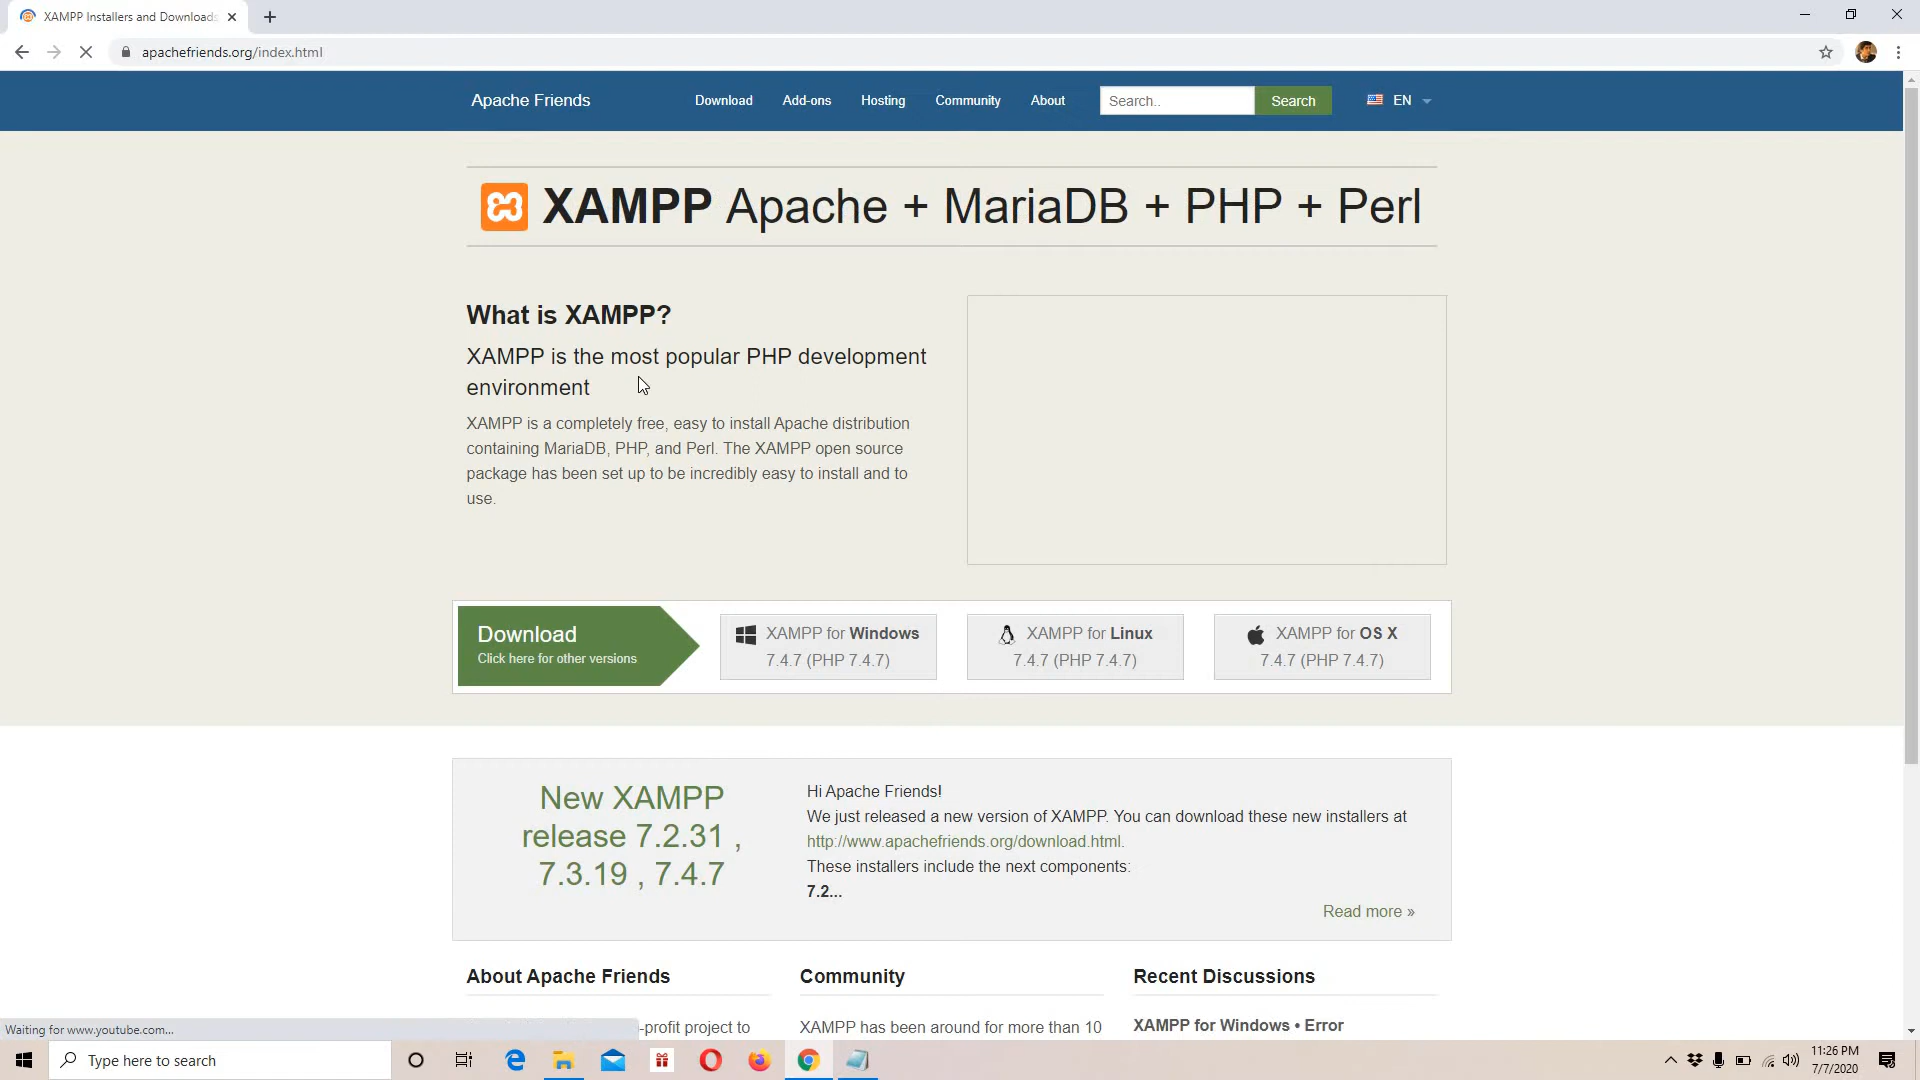 XAMPP Installers and Downloads
apachefriends.org/index.html
Apache Friends
Download
Add-ons
Hosting
Community
About
Search..
Search
EN
XAMPP Apache + MariaDB + PHP + Perl
What is XAMPP?
XAMPP is the most popular PHP development
environment
XAMPP is a completely free, easy to install Apache distribution
containing MariaDB, PHP, and Perl. The XAMPP open source
package has been set up to be incredibly easy to install and to
use.
Download
Click here for other versions
XAMPP for Windows
7.4.7 (PHP 7.4.7)
XAMPP for Linux
7.4.7 (PHP 7.4.7)
XAMPP for OS X
7.4.7 (PHP 7.4.7)
New XAMPP
release 7.2.31 ,
7.3.19 , 7.4.7
Hi Apache Friends!
We just released a new version of XAMPP. You can download these new installers at
http://www.apachefriends.org/download.html.
These installers include the next components:
7.2...
Read more »
About Apache Friends
-profit project to
Community
XAMPP has been around for more than 10
Recent Discussions
XAMPP for Windows • Error
Waiting for www.youtube.com...
Type here to search
11:26 PM
7/7/2020